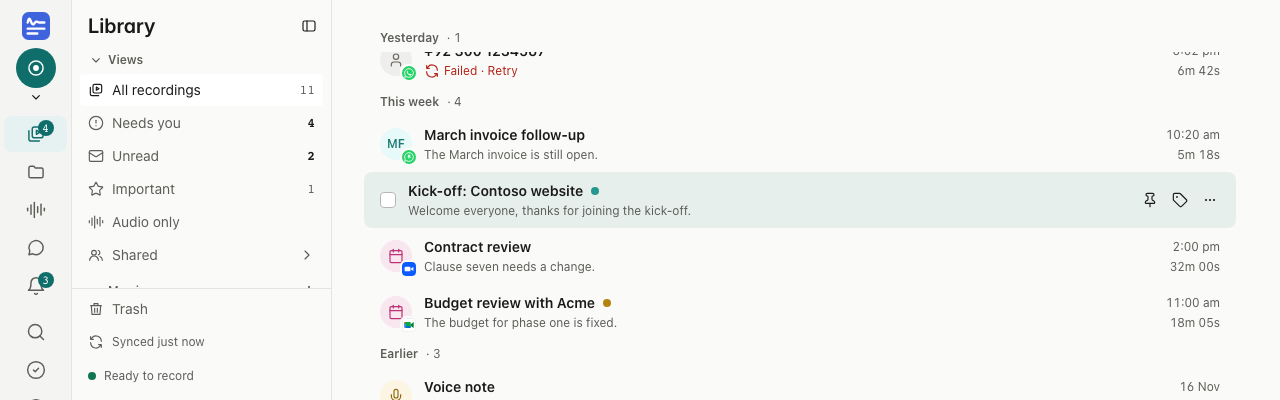 Library
Views
All recordings 11
Needs you 4
Unread 2
Important 1
Audio only
Shared
Trash
Synced just now
Ready to record
4
3
Yesterday · 1
Failed · Retry
6m 42s
This week · 4
MF
March invoice follow-up
10:20 am
The March invoice is still open.
5m 18s
Kick-off: Contoso website
Welcome everyone, thanks for joining the kick-off.
Contract review
2:00 pm
Clause seven needs a change.
32m 00s
Budget review with Acme
11:00 am
The budget for phase one is fixed.
18m 05s
Earlier · 3
Voice note
16 Nov